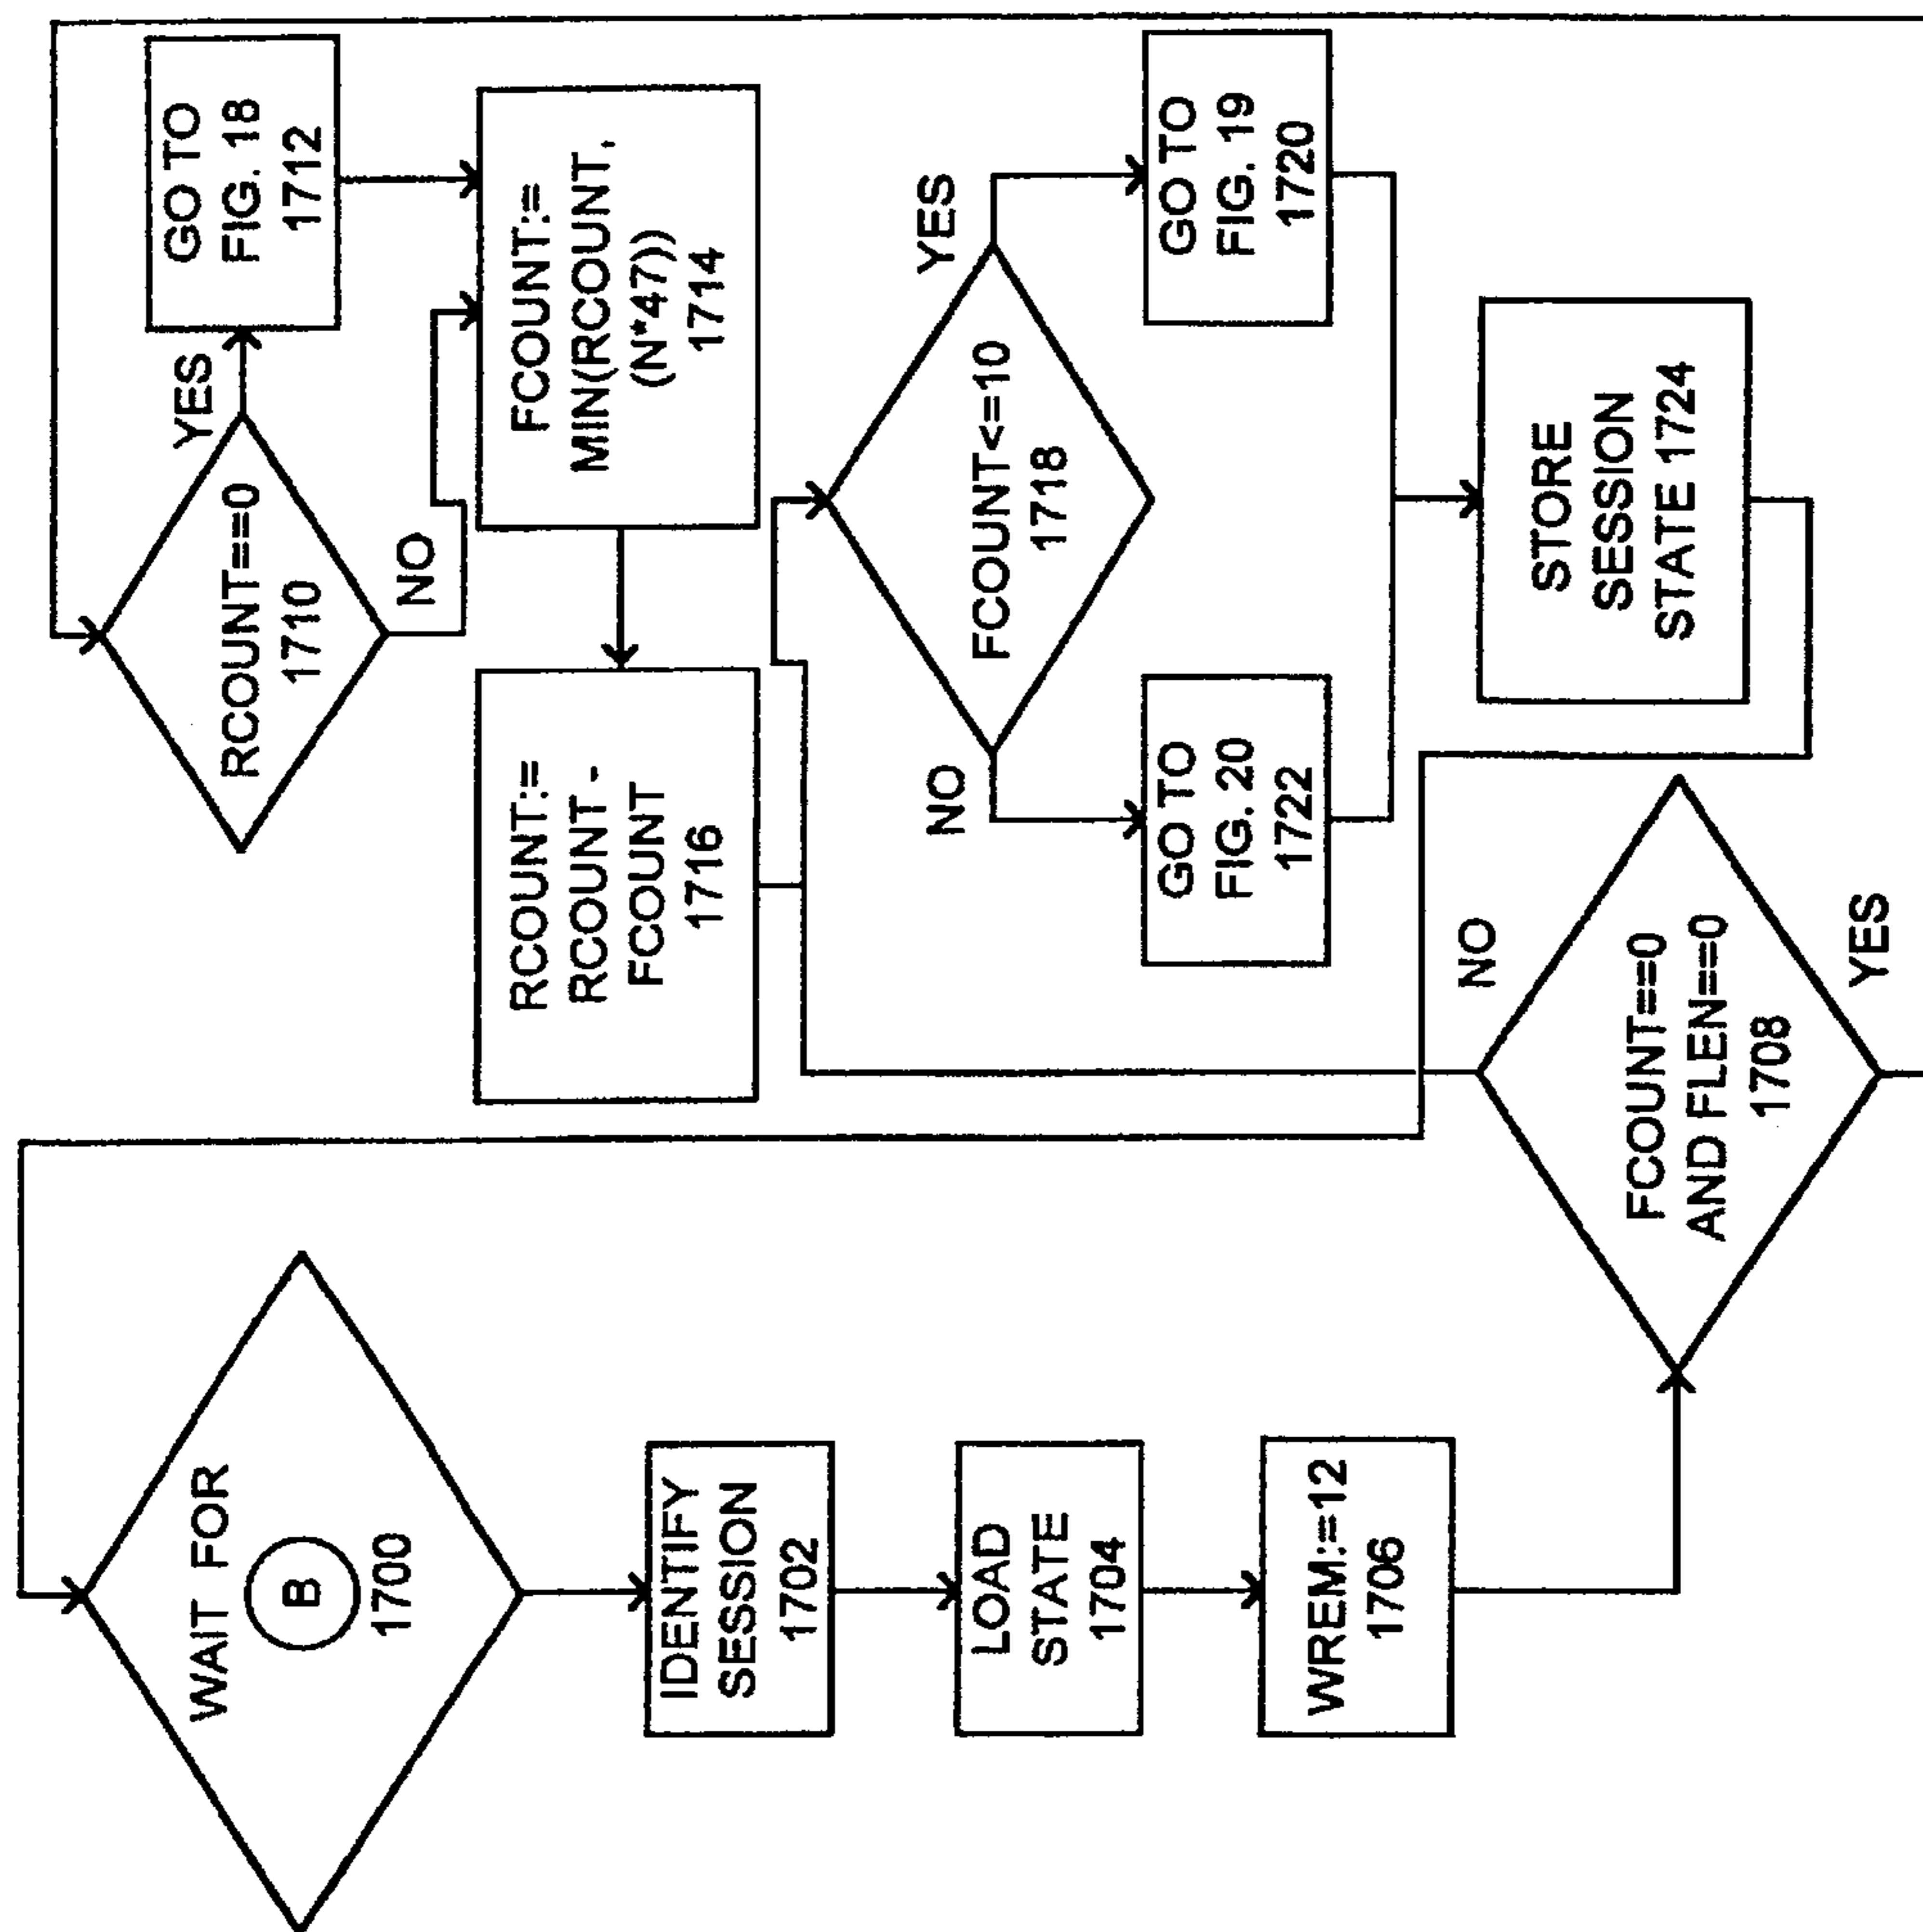 WAIT FOR
B
1700
IDENTIFY
SESSION
1702
LOAD
STATE
1704
WREM:=12
1706
FCOUNT==0
AND FLEN==0
1708
NO
YES
RCOUNT==0
1710
YES
NO
GO TO
FIG. 18
1712
FCOUNT:=
MIN(RCOUNT,
(N*47))
1714
RCOUNT:=
RCOUNT -
FCOUNT
1716
FCOUNT<=10
1718
YES
NO
GO TO
FIG. 19
1720
GO TO
FIG. 20
1722
STORE
SESSION
STATE 1724